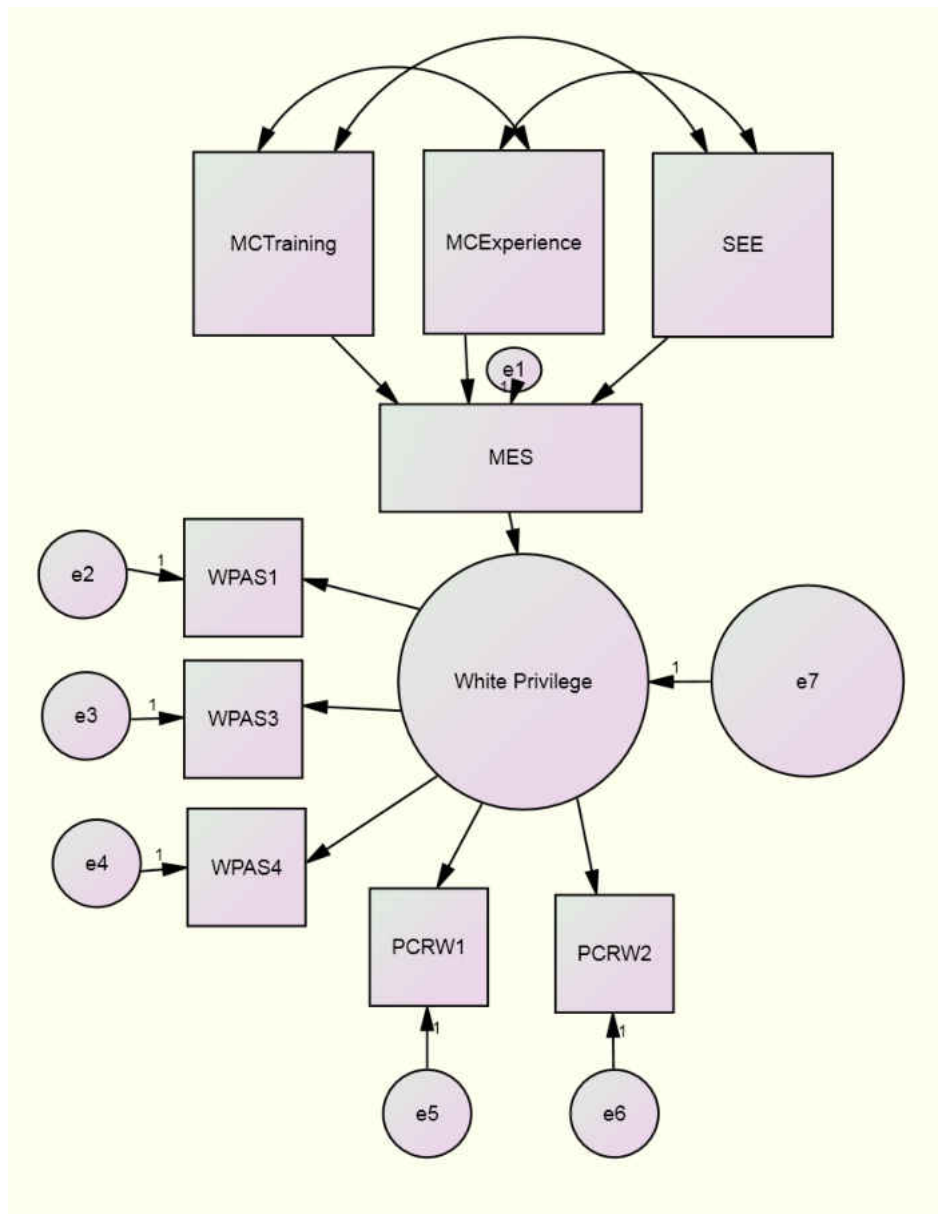 MCTraining
MCExperience
SEE
e1
1
MES
e2
1
WPAS1
e3
1
WPAS3
White Privilege
1
e7
e4
1
WPAS4
PCRW1
PCRW2
1
1
e5
e6